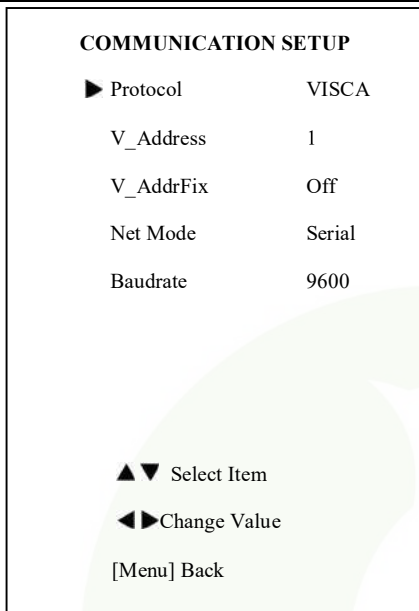 COMMUNICATION SETUP
▶ Protocol VISCA
V_Address 1
V_AddrFix Off
Net Mode Serial
Baudrate 9600
▲▼ Select Item
◀▶Change Value
[Menu] Back